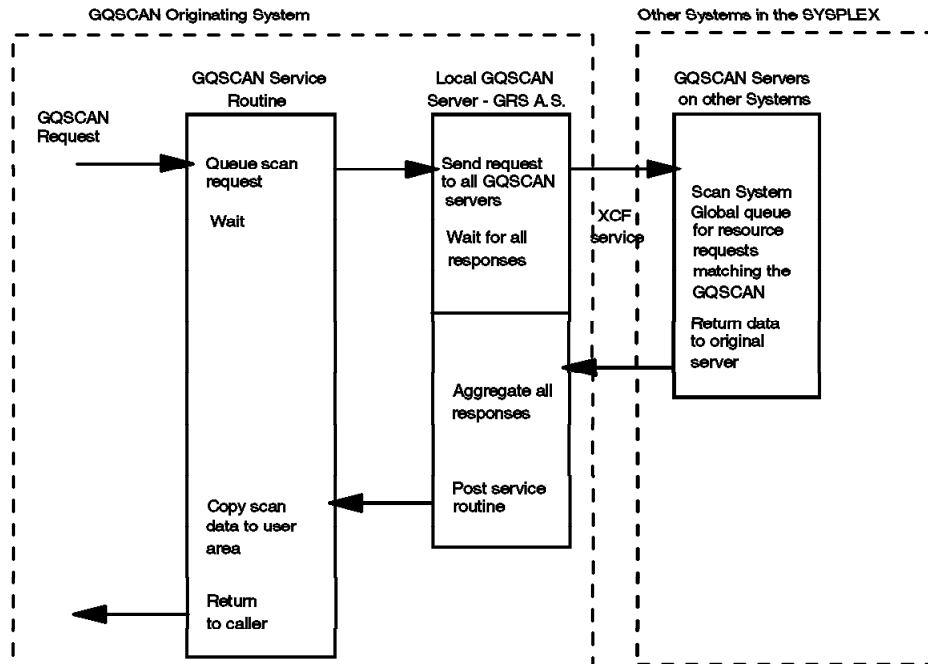 GQSCAN Originating System
Other Systems in the SYSPLEX
GQSCAN Request
GQSCAN Service
Routine
Queue scan
request
Wait
Copy scan
data to user
area
Return
to caller
Local GQSCAN
Server - GRS A.S.
Send request
to all GQSCAN
servers
Wait for all
responses
Aggregate all
responses
Post service
routine
XCF
service
GQSCAN Servers
on other Systems
Scan System
Global queue
for resource
requests
matching the
GQSCAN
Return data
to original
server